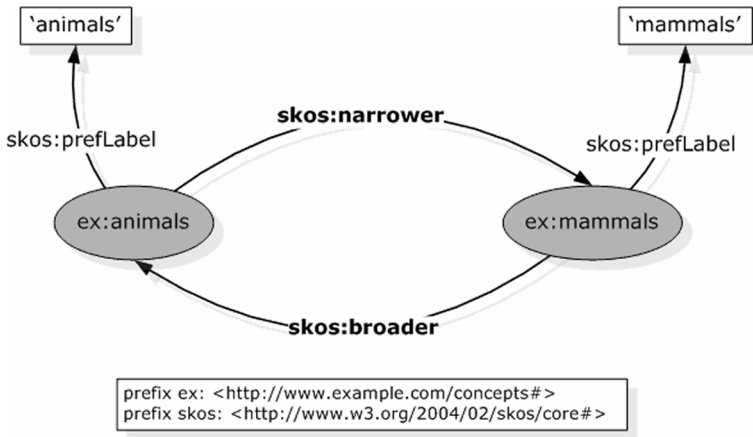 ‘animals’
‘mammals’
skos:narrower
skos:prefLabel
skos:prefLabel
ex:animals
ex:mammals
skos:broader
prefix ex: <http://www.example.com/concepts#>
prefix skos: <http://www.w3.org/2004/02/skos/core#>